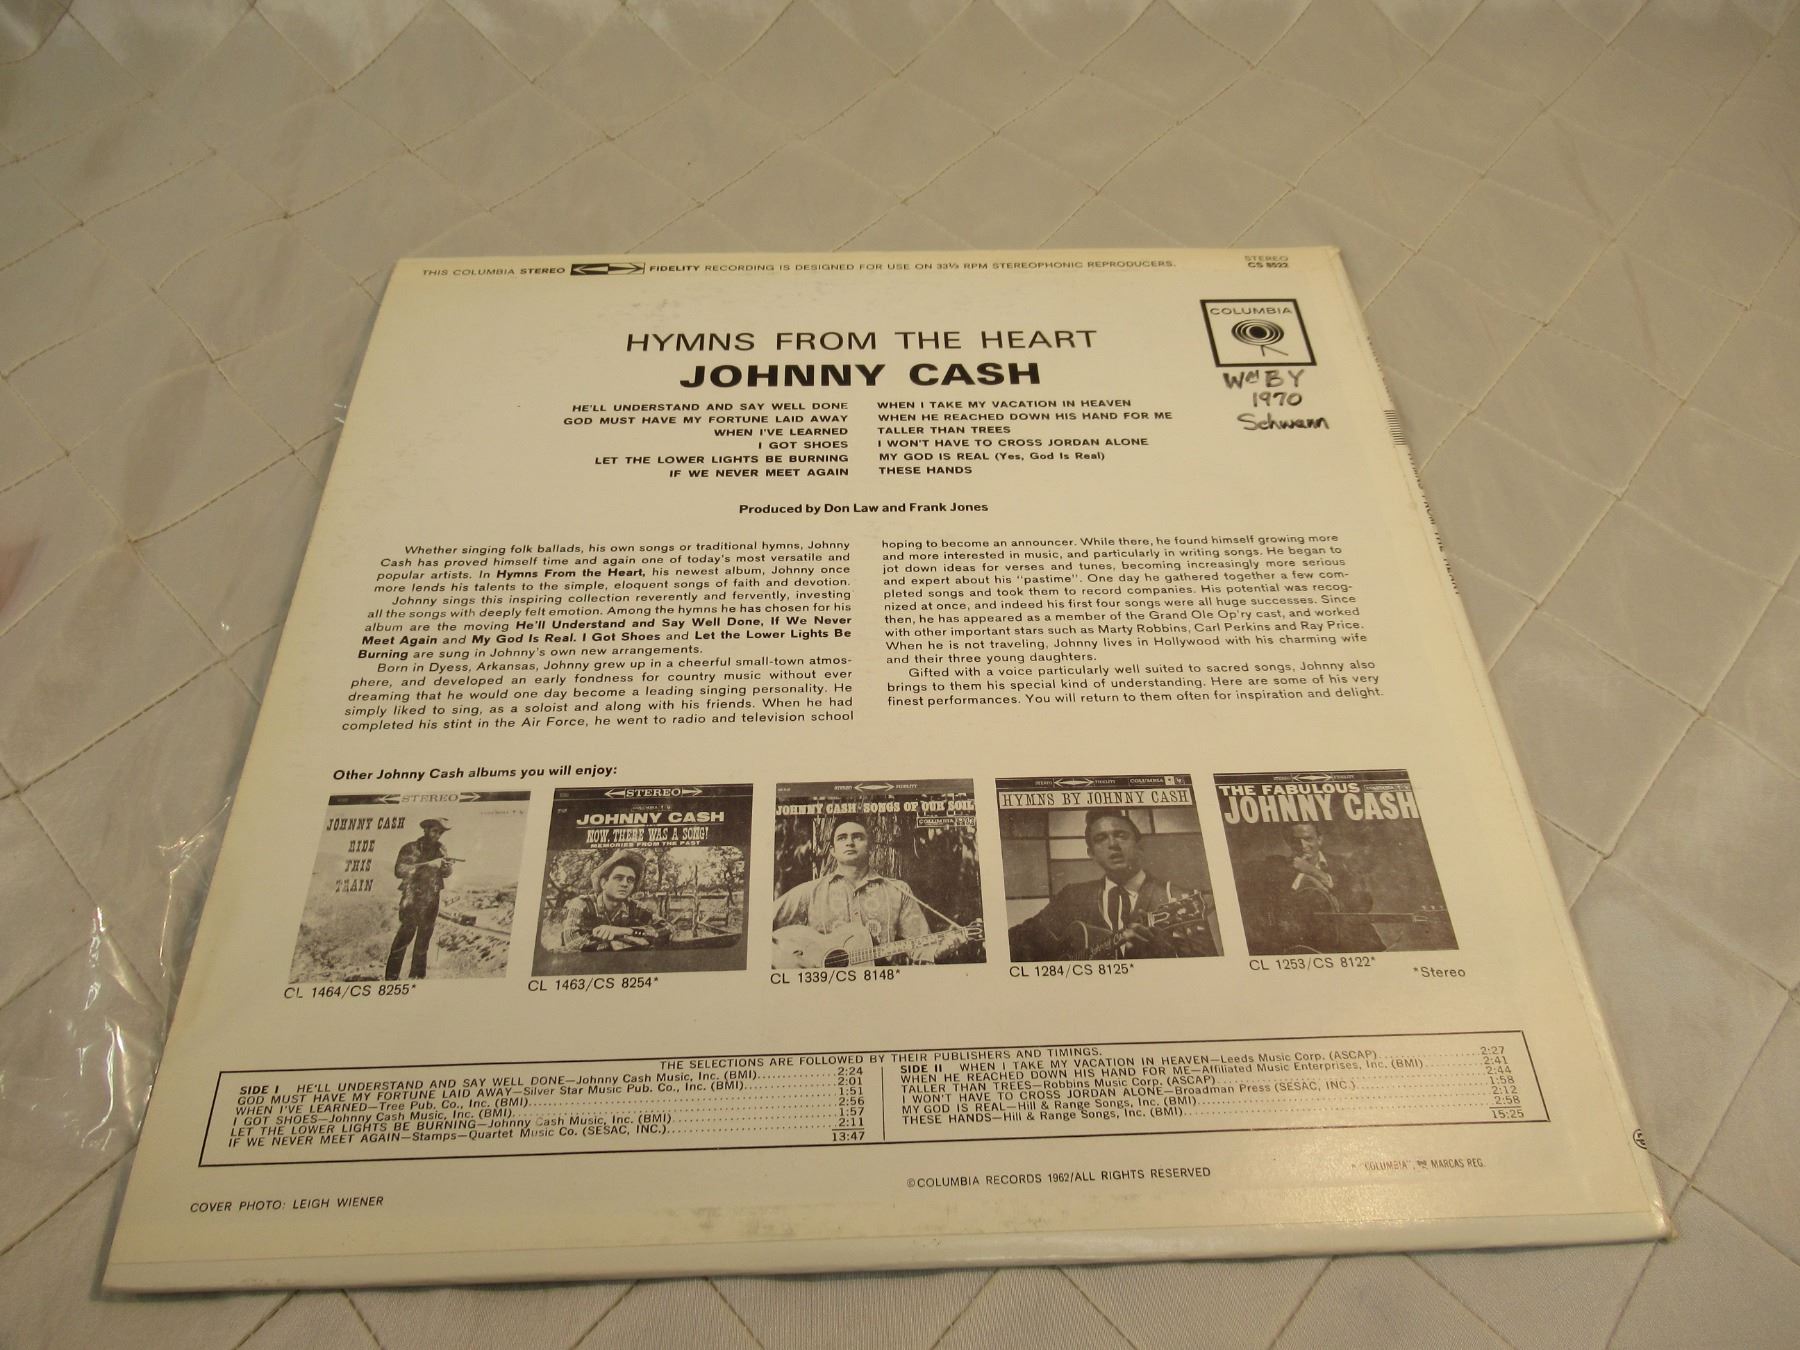 THIS COLUMBIA STEREO FIDELITY RECORDING IS DESIGNED FOR USE ON 33⅓ RPM STEREOPHONIC REPRODUCERS.
STEREO
CS 8522
COLUMBIA
HYMNS FROM THE HEART
JOHNNY CASH
Wd BY
1970
Schwann
HE'LL UNDERSTAND AND SAY WELL DONE
GOD MUST HAVE MY FORTUNE LAID AWAY
WHEN I'VE LEARNED
I GOT SHOES
LET THE LOWER LIGHTS BE BURNING
IF WE NEVER MEET AGAIN
WHEN I TAKE MY VACATION IN HEAVEN
WHEN HE REACHED DOWN HIS HAND FOR ME
TALLER THAN TREES
I WON'T HAVE TO CROSS JORDAN ALONE
MY GOD IS REAL (Yes, God Is Real)
THESE HANDS
Produced by Don Law and Frank Jones
Whether singing folk ballads, his own songs or traditional hymns, Johnny
Cash has proved himself time and again one of today's most versatile and
popular artists. In Hymns From the Heart, his newest album, Johnny once
more lends his talents to the simple, eloquent songs of faith and devotion.
Johnny sings this inspiring collection reverently and fervently, investing
all the songs with deeply felt emotion. Among the hymns he has chosen for his
album are the moving He'll Understand and Say Well Done, If We Never
Meet Again and My God Is Real. I Got Shoes and Let the Lower Lights Be
Burning are sung in Johnny's own new arrangements.
Born in Dyess, Arkansas, Johnny grew up in a cheerful small-town atmos-
phere, and developed an early fondness for country music without ever
dreaming that he would one day become a leading singing personality. He
simply liked to sing, as a soloist and along with his friends. When he had
completed his stint in the Air Force, he went to radio and television school
hoping to become an announcer. While there, he found himself growing more
and more interested in music, and particularly in writing songs. He began to
jot down ideas for verses and tunes, becoming increasingly more serious
and expert about his "pastime". One day he gathered together a few com-
pleted songs and took them to record companies. His potential was recog-
nized at once, and indeed his first four songs were all huge successes. Since
then, he has appeared as a member of the Grand Ole Op'ry cast, and worked
with other important stars such as Marty Robbins, Carl Perkins and Ray Price.
When he is not traveling, Johnny lives in Hollywood with his charming wife
and their three young daughters.
Gifted with a voice particularly well suited to sacred songs, Johnny also
brings to them his special kind of understanding. Here are some of his very
finest performances. You will return to them often for inspiration and delight.
Other Johnny Cash albums you will enjoy:
STEREO
JOHNNY CASH
RIDE
THIS
TRAIN
CL 1464/CS 8255*
STEREO
JOHNNY CASH
NOW, THERE WAS A SONG!
MEMORIES FROM THE PAST
CL 1463/CS 8254*
STEREO FIDELITY
JOHNNY CASH·SONGS OF OUR SOIL
COLUMBIA
CL 1339/CS 8148*
STEREO FIDELITY COLUMBIA
HYMNS BY JOHNNY CASH
CL 1284/CS 8125*
STEREO FIDELITY
THE FABULOUS
JOHNNY CASH
CL 1253/CS 8122*
*Stereo
THE SELECTIONS ARE FOLLOWED BY THEIR PUBLISHERS AND TIMINGS.
SIDE I HE'LL UNDERSTAND AND SAY WELL DONE—Johnny Cash Music, Inc. (BMI) 2:24
GOD MUST HAVE MY FORTUNE LAID AWAY—Silver Star Music Pub. Co., Inc. (BMI) 2:01
WHEN I'VE LEARNED—Tree Pub. Co., Inc. (BMI) 1:51
I GOT SHOES—Johnny Cash Music, Inc. (BMI) 2:56
LET THE LOWER LIGHTS BE BURNING—Johnny Cash Music, Inc. (BMI) 1:57
IF WE NEVER MEET AGAIN—Stamps—Quartet Music Co. (SESAC, INC.) 2:11
13:47
SIDE II WHEN I TAKE MY VACATION IN HEAVEN—Leeds Music Corp. (ASCAP) 2:27
WHEN HE REACHED DOWN HIS HAND FOR ME—Affiliated Music Enterprises, Inc. (BMI) 2:41
TALLER THAN TREES—Robbins Music Corp. (ASCAP) 2:44
I WON'T HAVE TO CROSS JORDAN ALONE—Broadman Press (SESAC, INC.) 1:58
MY GOD IS REAL—Hill & Range Songs, Inc. (BMI) 2:12
THESE HANDS—Hill & Range Songs, Inc. (BMI) 2:58
15:25
©COLUMBIA RECORDS 1962/ALL RIGHTS RESERVED
"COLUMBIA", MARCAS REG.
COVER PHOTO: LEIGH WIENER